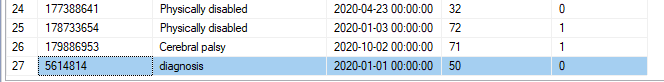 24 177388641 Physically disabled 2020-04-23 00:00:00 32 0
25 178733654 Physically disabled 2020-01-03 00:00:00 72 1
26 179886953 Cerebral palsy 2020-10-02 00:00:00 71 1
27 5614814 diagnosis 2020-01-01 00:00:00 50 0